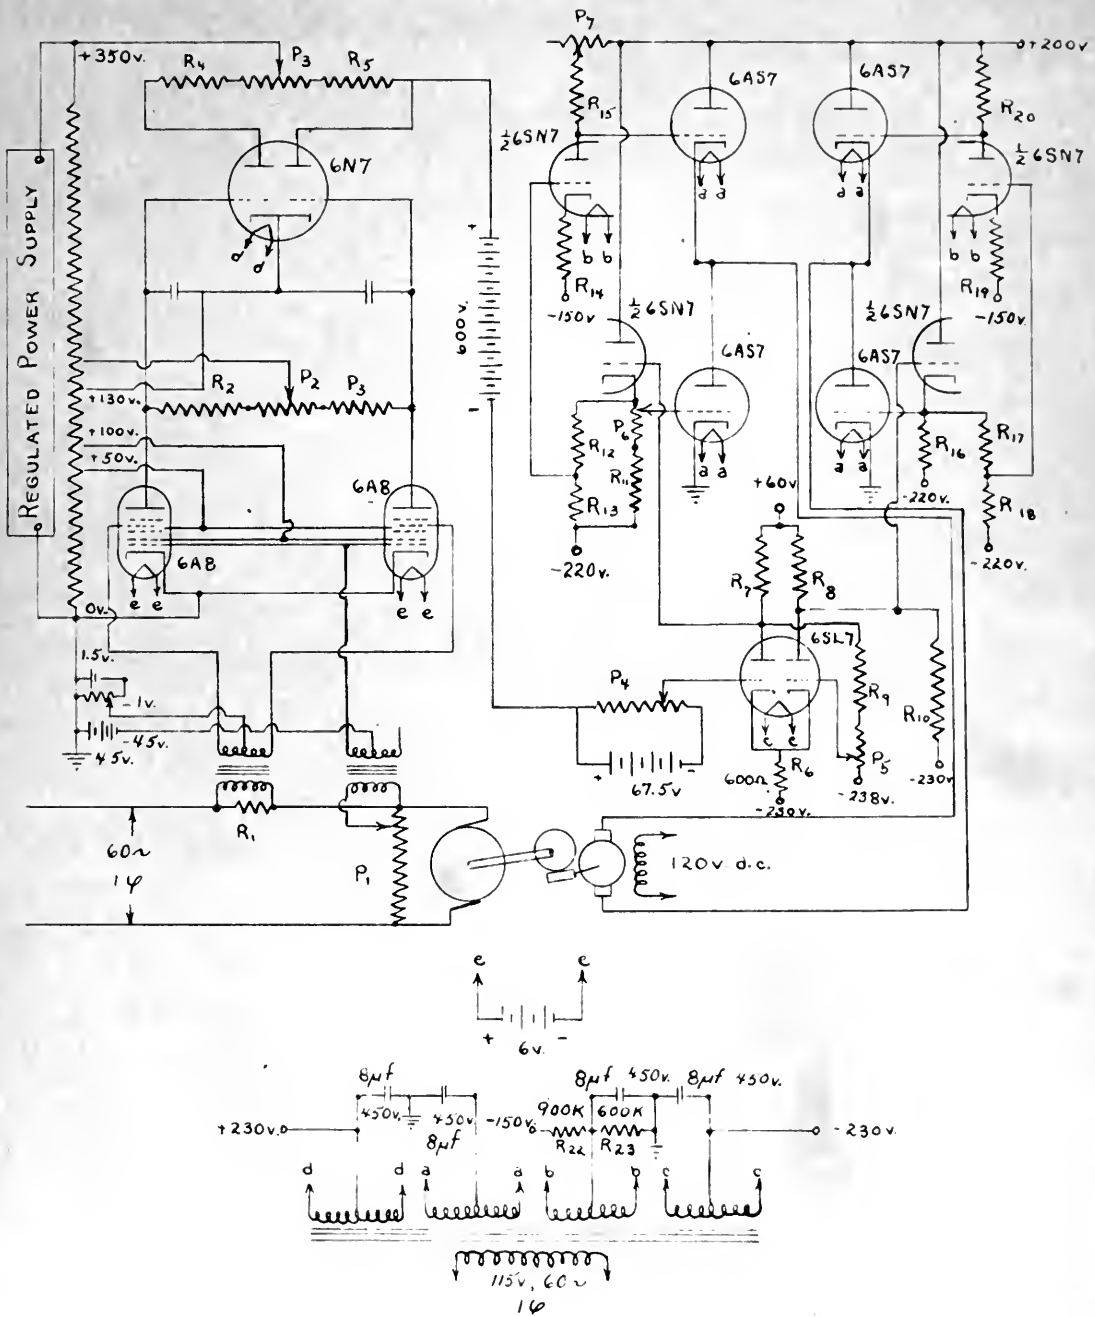 REGULATED POWER SUPPLY
+350v.
R4
P3
R5
6N7
d
d
600v.
+
-
R2
P2
P3
+130v.
+100v.
+50v.
6A8
6A8
e e
e e
0v.
1.5v.
-1v.
-45v.
45v.
R1
P1
60~
1φ
P7
+200v
6AS7
6AS7
R15
R20
½6SN7
½6SN7
a a
a a
b b
b b
R14
R19
-150v
-150v.
½6SN7
½6SN7
6AS7
6AS7
P6
R12
R11
R13
a a
a a
R16
R17
R18
-220v.
-220v.
-220v.
+60v
R7
R8
6SL7
P4
c c
R9
R10
R6
P5
600Ω
-230v.
-238v.
-230v
+ -
67.5v
120v d.c.
e e
+ -
6v.
8μf
450v.
450v.
8μf
8μf 450v.
8μf 450v.
+230v.
-150v.
900K
600K
R22
R23
-230v.
d d
a a
b b
c c
115v, 60~
1φ